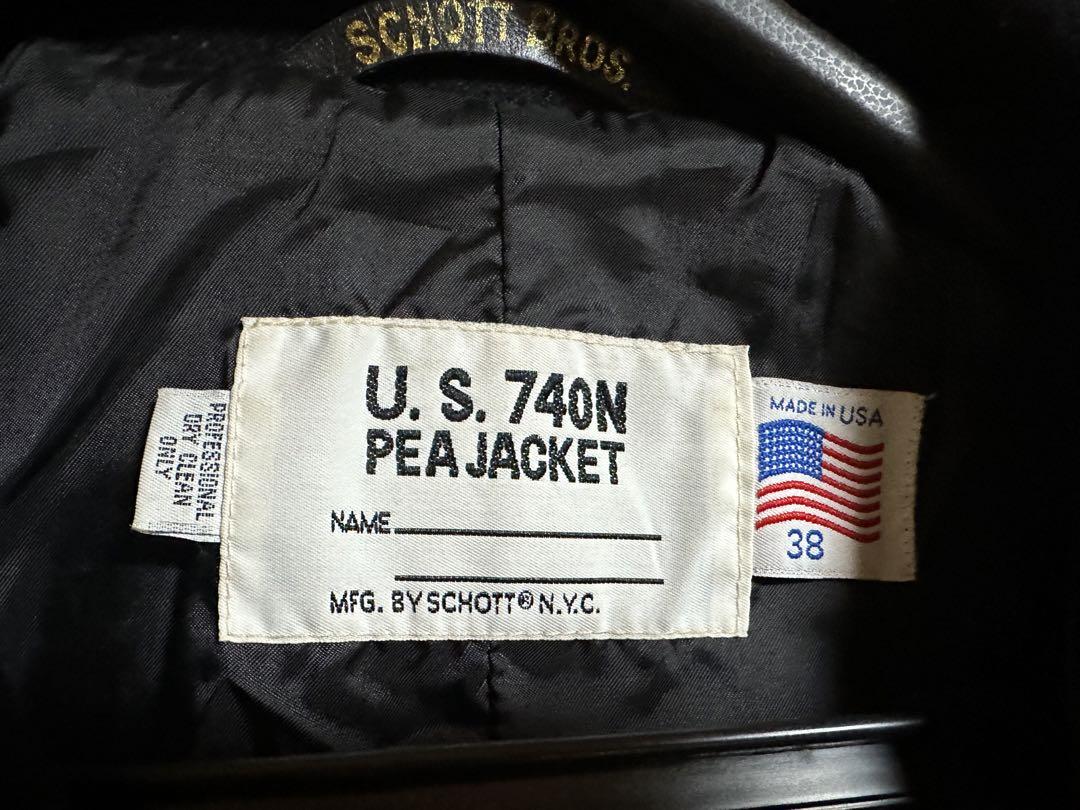 SCHOTT BROS.
U. S. 740N
PEA JACKET
NAME
MFG. BY SCHOTT® N.Y.C.
PROFESSIONAL
DRY CLEAN
ONLY
MADE IN USA
38